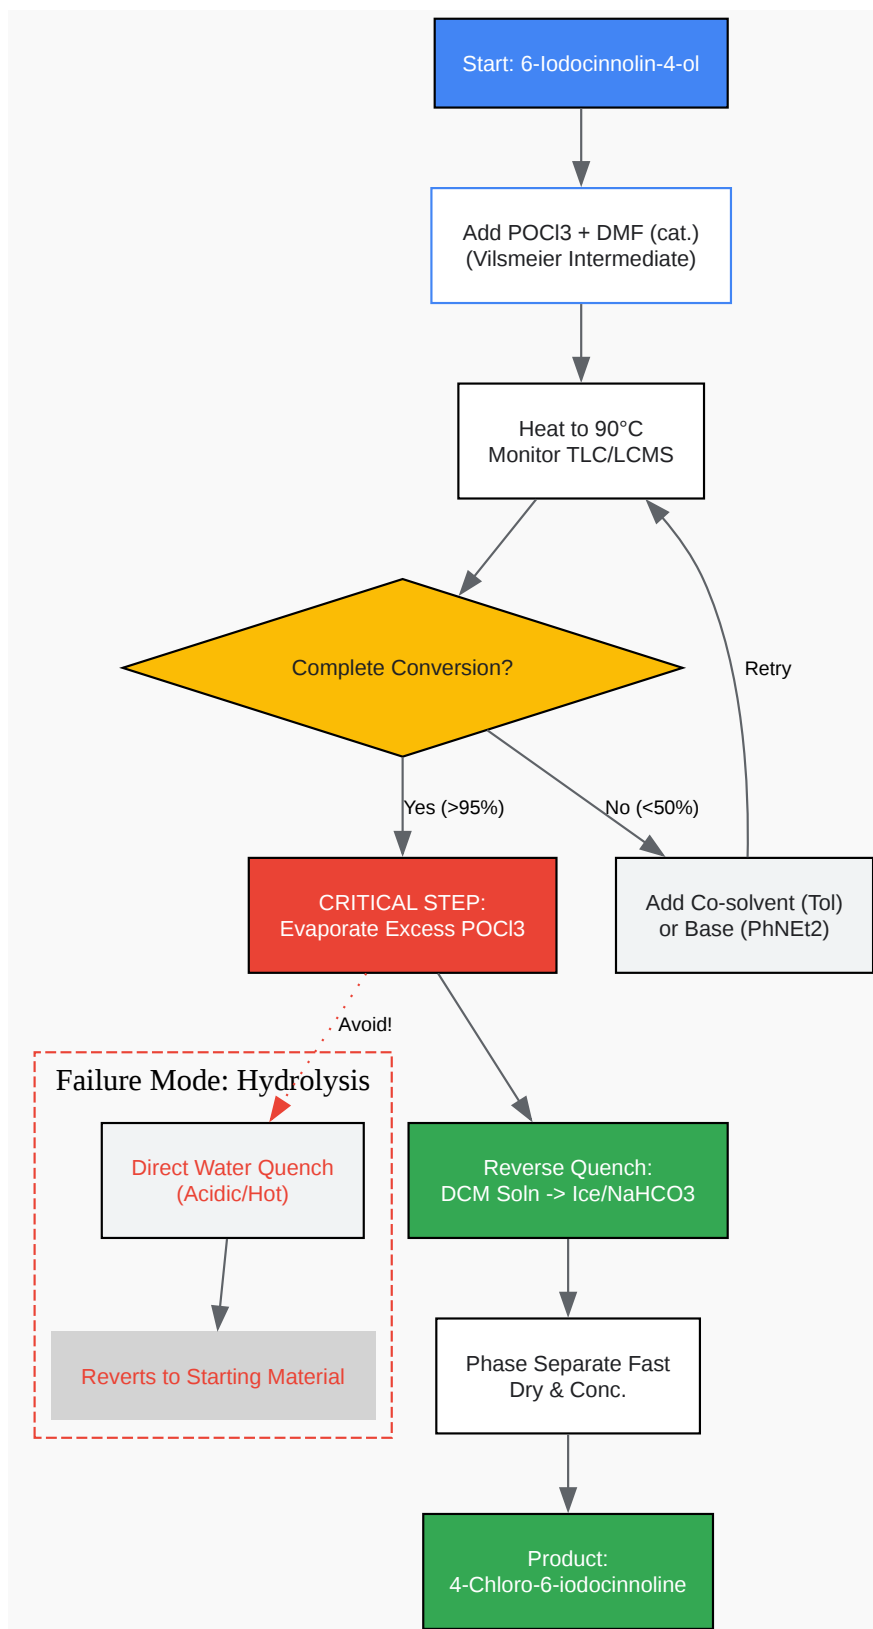 Start: 6-Iodocinnolin-4-ol
Add POCl3 + DMF (cat.)
(Vilsmeier Intermediate)
Heat to 90°C
Monitor TLC/LCMS
Complete Conversion?
Retry
Yes (>95%)
No (<50%)
CRITICAL STEP:
Evaporate Excess POCl3
Add Co-solvent (Tol)
or Base (PhNEt2)
Avoid!
Failure Mode: Hydrolysis
Direct Water Quench
(Acidic/Hot)
Reverse Quench:
DCM Soln -> Ice/NaHCO3
Reverts to Starting Material
Phase Separate Fast
Dry & Conc.
Product:
4-Chloro-6-iodocinnoline